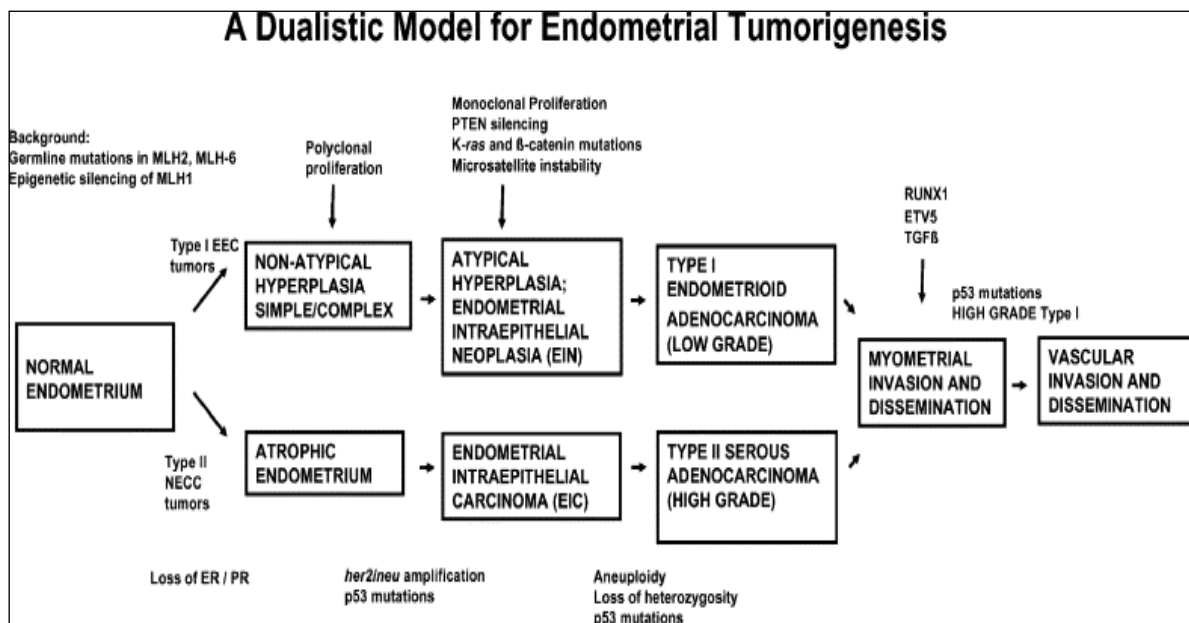 A Dualistic Model for Endometrial Tumorigenesis
Background:
Germline mutations in MLH2, MLH-6
Epigenetic silencing of MLH1
Polyclonal
proliferation
Monoclonal Proliferation
PTEN silencing
K-ras and ß-catenin mutations
Microsatellite instability
RUNX1
ETV5
TGFß
Type I EEC
tumors
NON-ATYPICAL
HYPERPLASIA
SIMPLE/COMPLEX
ATYPICAL
HYPERPLASIA;
ENDOMETRIAL
INTRAEPITHELIAL
NEOPLASIA (EIN)
TYPE I
ENDOMETRIOID
ADENOCARCINOMA
(LOW GRADE)
p53 mutations
HIGH GRADE Type I
NORMAL
ENDOMETRIUM
MYOMETRIAL
INVASION AND
DISSEMINATION
VASCULAR
INVASION AND
DISSEMINATION
Type II
NECC
tumors
ATROPHIC
ENDOMETRIUM
ENDOMETRIAL
INTRAEPITHELIAL
CARCINOMA (EIC)
TYPE II SEROUS
ADENOCARCINOMA
(HIGH GRADE)
Loss of ER / PR
her2/neu amplification
p53 mutations
Aneuploidy
Loss of heterozygosity
p53 mutations